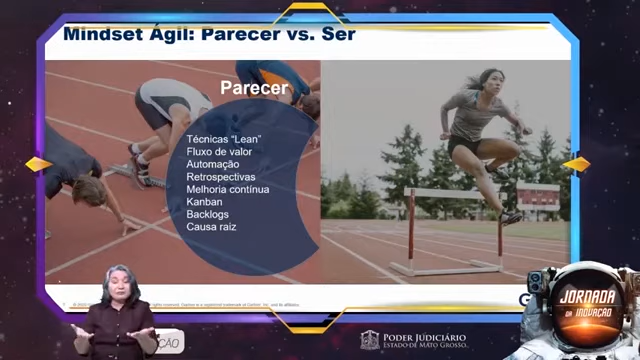 Mindset Ágil: Parecer vs. Ser
Parecer
Técnicas “Lean”
Fluxo de valor
Automação
Retrospectivas
Melhoria contínua
Kanban
Backlogs
Causa raíz
JORNADA
DA INOVAÇÃO
PODER JUDICIÁRIO
ESTADO DE MATO GROSSO